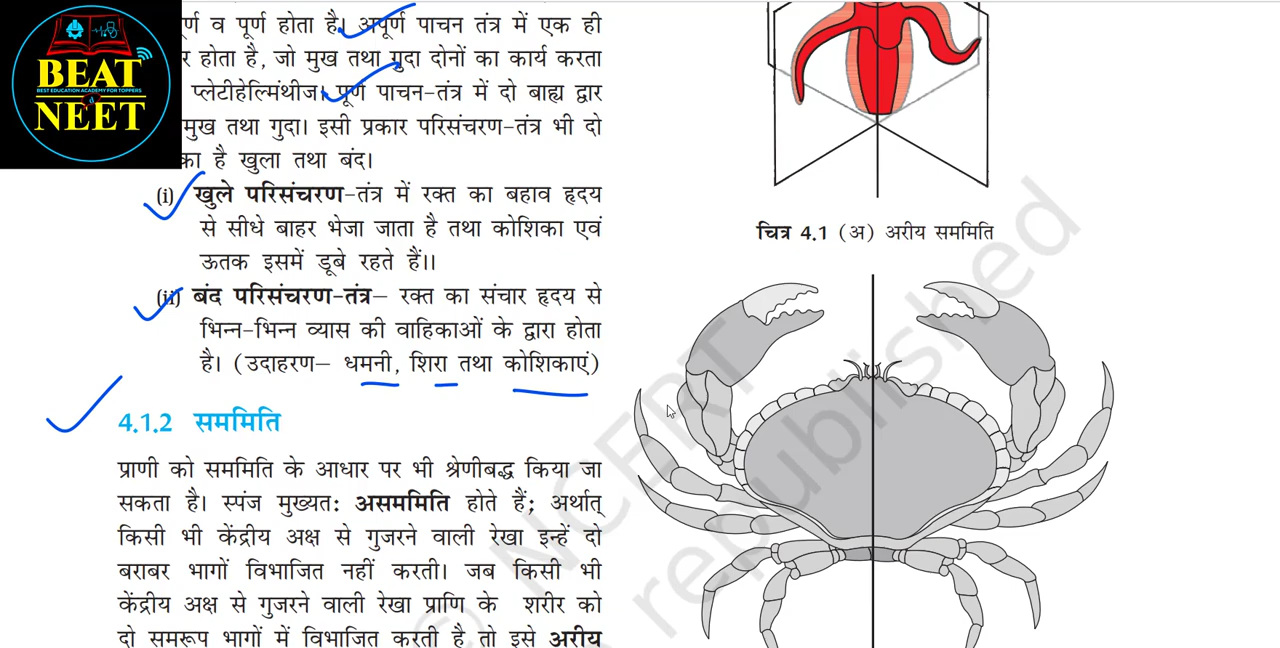 BEAT
BEST EDUCATION ACADEMY FOR TOPPERS
NEET
र्ण व पूर्ण होता है। अपूर्ण पाचन तंत्र में एक ही
र होता है, जो मुख तथा गुदा दोनों का कार्य करता
प्लेटीहेल्मिंथीज। पूर्ण पाचन-तंत्र में दो बाह्य द्वार
मुख तथा गुदा। इसी प्रकार परिसंचरण-तंत्र भी दो
का है खुला तथा बंद।
(i) खुले परिसंचरण-तंत्र में रक्त का बहाव हृदय
से सीधे बाहर भेजा जाता है तथा कोशिका एवं
ऊतक इसमें डूबे रहते हैं।।
(ii) बंद परिसंचरण-तंत्र– रक्त का संचार हृदय से
भिन्न-भिन्न व्यास की वाहिकाओं के द्वारा होता
है। (उदाहरण– धमनी, शिरा तथा कोशिकाएं)
4.1.2 सममिति
प्राणी को सममिति के आधार पर भी श्रेणीबद्ध किया जा
सकता है। स्पंज मुख्यत: असममिति होते हैं; अर्थात्
किसी भी केंद्रीय अक्ष से गुजरने वाली रेखा इन्हें दो
बराबर भागों विभाजित नहीं करती। जब किसी भी
केंद्रीय अक्ष से गुजरने वाली रेखा प्राणि के शरीर को
दो समरूप भागों में विभाजित करती है तो इसे अरीय
चित्र 4.1 (अ) अरीय सममिति
© NCERT
republished